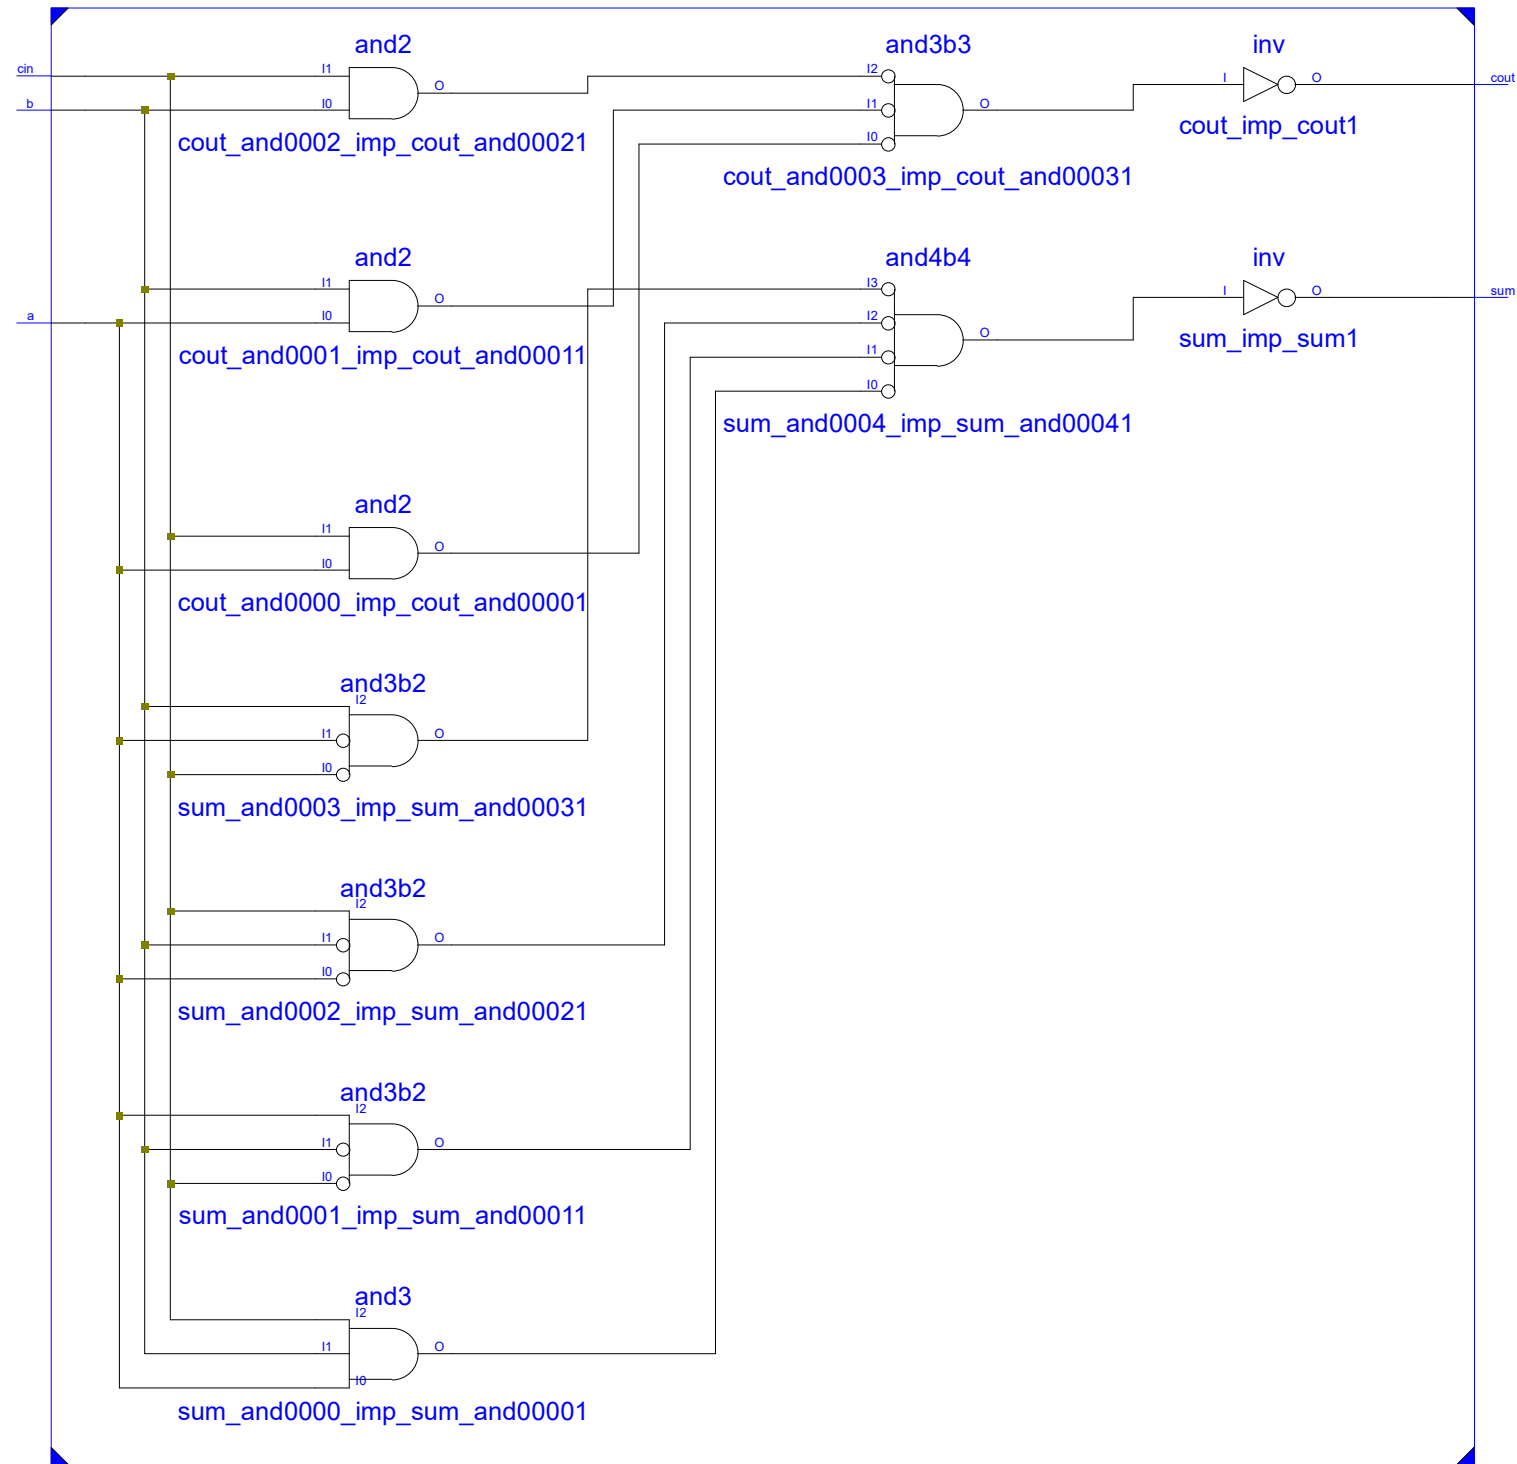 and2
and3b3
inv
cin
I1
O
I2
I
O
cout
b
I0
I1
O
cout_and0002_imp_cout_and00021
I0
cout_imp_cout1
cout_and0003_imp_cout_and00031
and2
and4b4
inv
I1
O
I3
I
O
sum
a
I0
I2
O
cout_and0001_imp_cout_and00011
I1
sum_imp_sum1
I0
sum_and0004_imp_sum_and00041
and2
I1
O
I0
cout_and0000_imp_cout_and00001
and3b2
I2
I1
O
I0
sum_and0003_imp_sum_and00031
and3b2
I2
I1
O
I0
sum_and0002_imp_sum_and00021
and3b2
I2
I1
O
I0
sum_and0001_imp_sum_and00011
and3
I2
I1
O
I0
sum_and0000_imp_sum_and00001